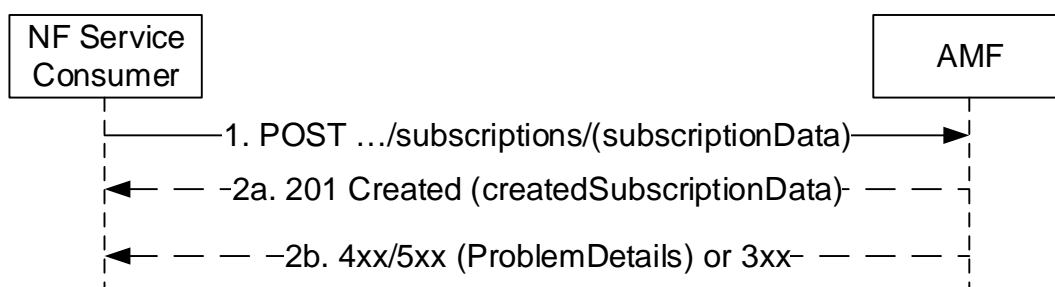 NF Service
Consumer
AMF
1. POST …/subscriptions/(subscriptionData)
2a. 201 Created (createdSubscriptionData)
2b. 4xx/5xx (ProblemDetails) or 3xx